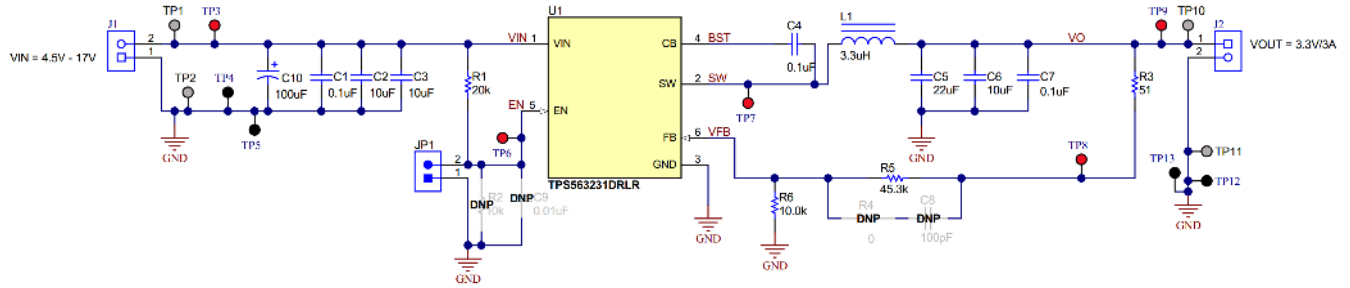 J1
VIN = 4.5V - 17V
2
1
TP1
TP3
TP2
TP4
TP5
GND
C10
100uF
+
C1
0.1uF
C2
10uF
C3
10uF
R1
20k
VIN
1
EN
5
TP6
JP1
2
1
DNP
R2
10k
DNP
C9
0.01uF
GND
U1
VIN
EN
CB
SW
FB
GND
TPS563231DRLR
4
BST
2
SW
6
VFB
3
GND
C4
0.1uF
TP7
L1
3.3uH
C5
22uF
C6
10uF
C7
0.1uF
GND
VO
R3
51
TP8
R5
45.3k
R4
DNP
0
C8
DNP
100pF
R6
10.0k
GND
TP9
TP10
J2
1
2
VOUT = 3.3V/3A
TP11
TP13
TP12
GND